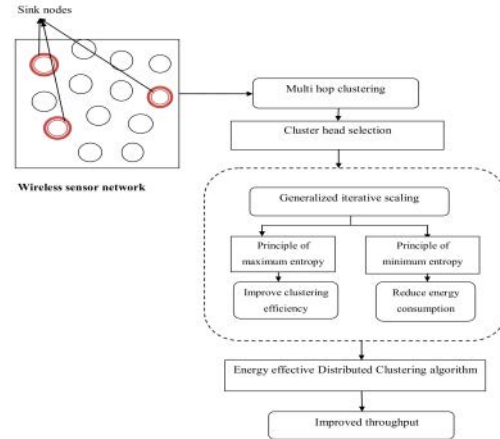 Sink nodes
Multi hop clustering
Cluster head selection
Wireless sensor network
Generalized iterative scaling
Principle of
maximum entropy
Principle of
minimum entropy
Improve clustering
efficiency
Reduce energy
consumption
Energy effective Distributed Clustering algorithm
Improved throughput